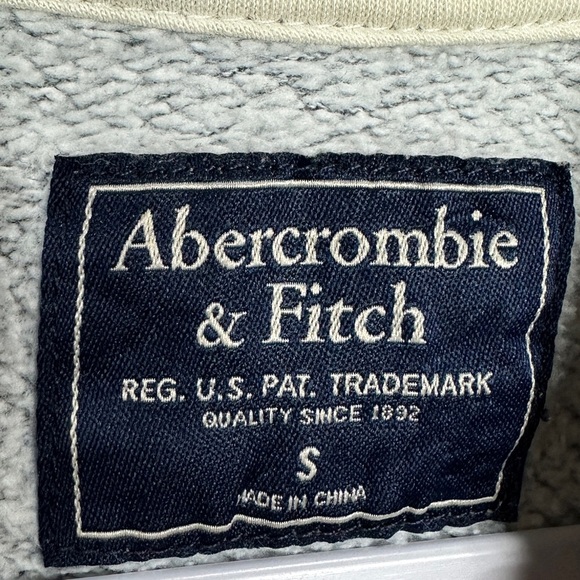 Abercrombie
& Fitch
REG. U.S. PAT. TRADEMARK
QUALITY SINCE 1892
S
MADE IN CHINA